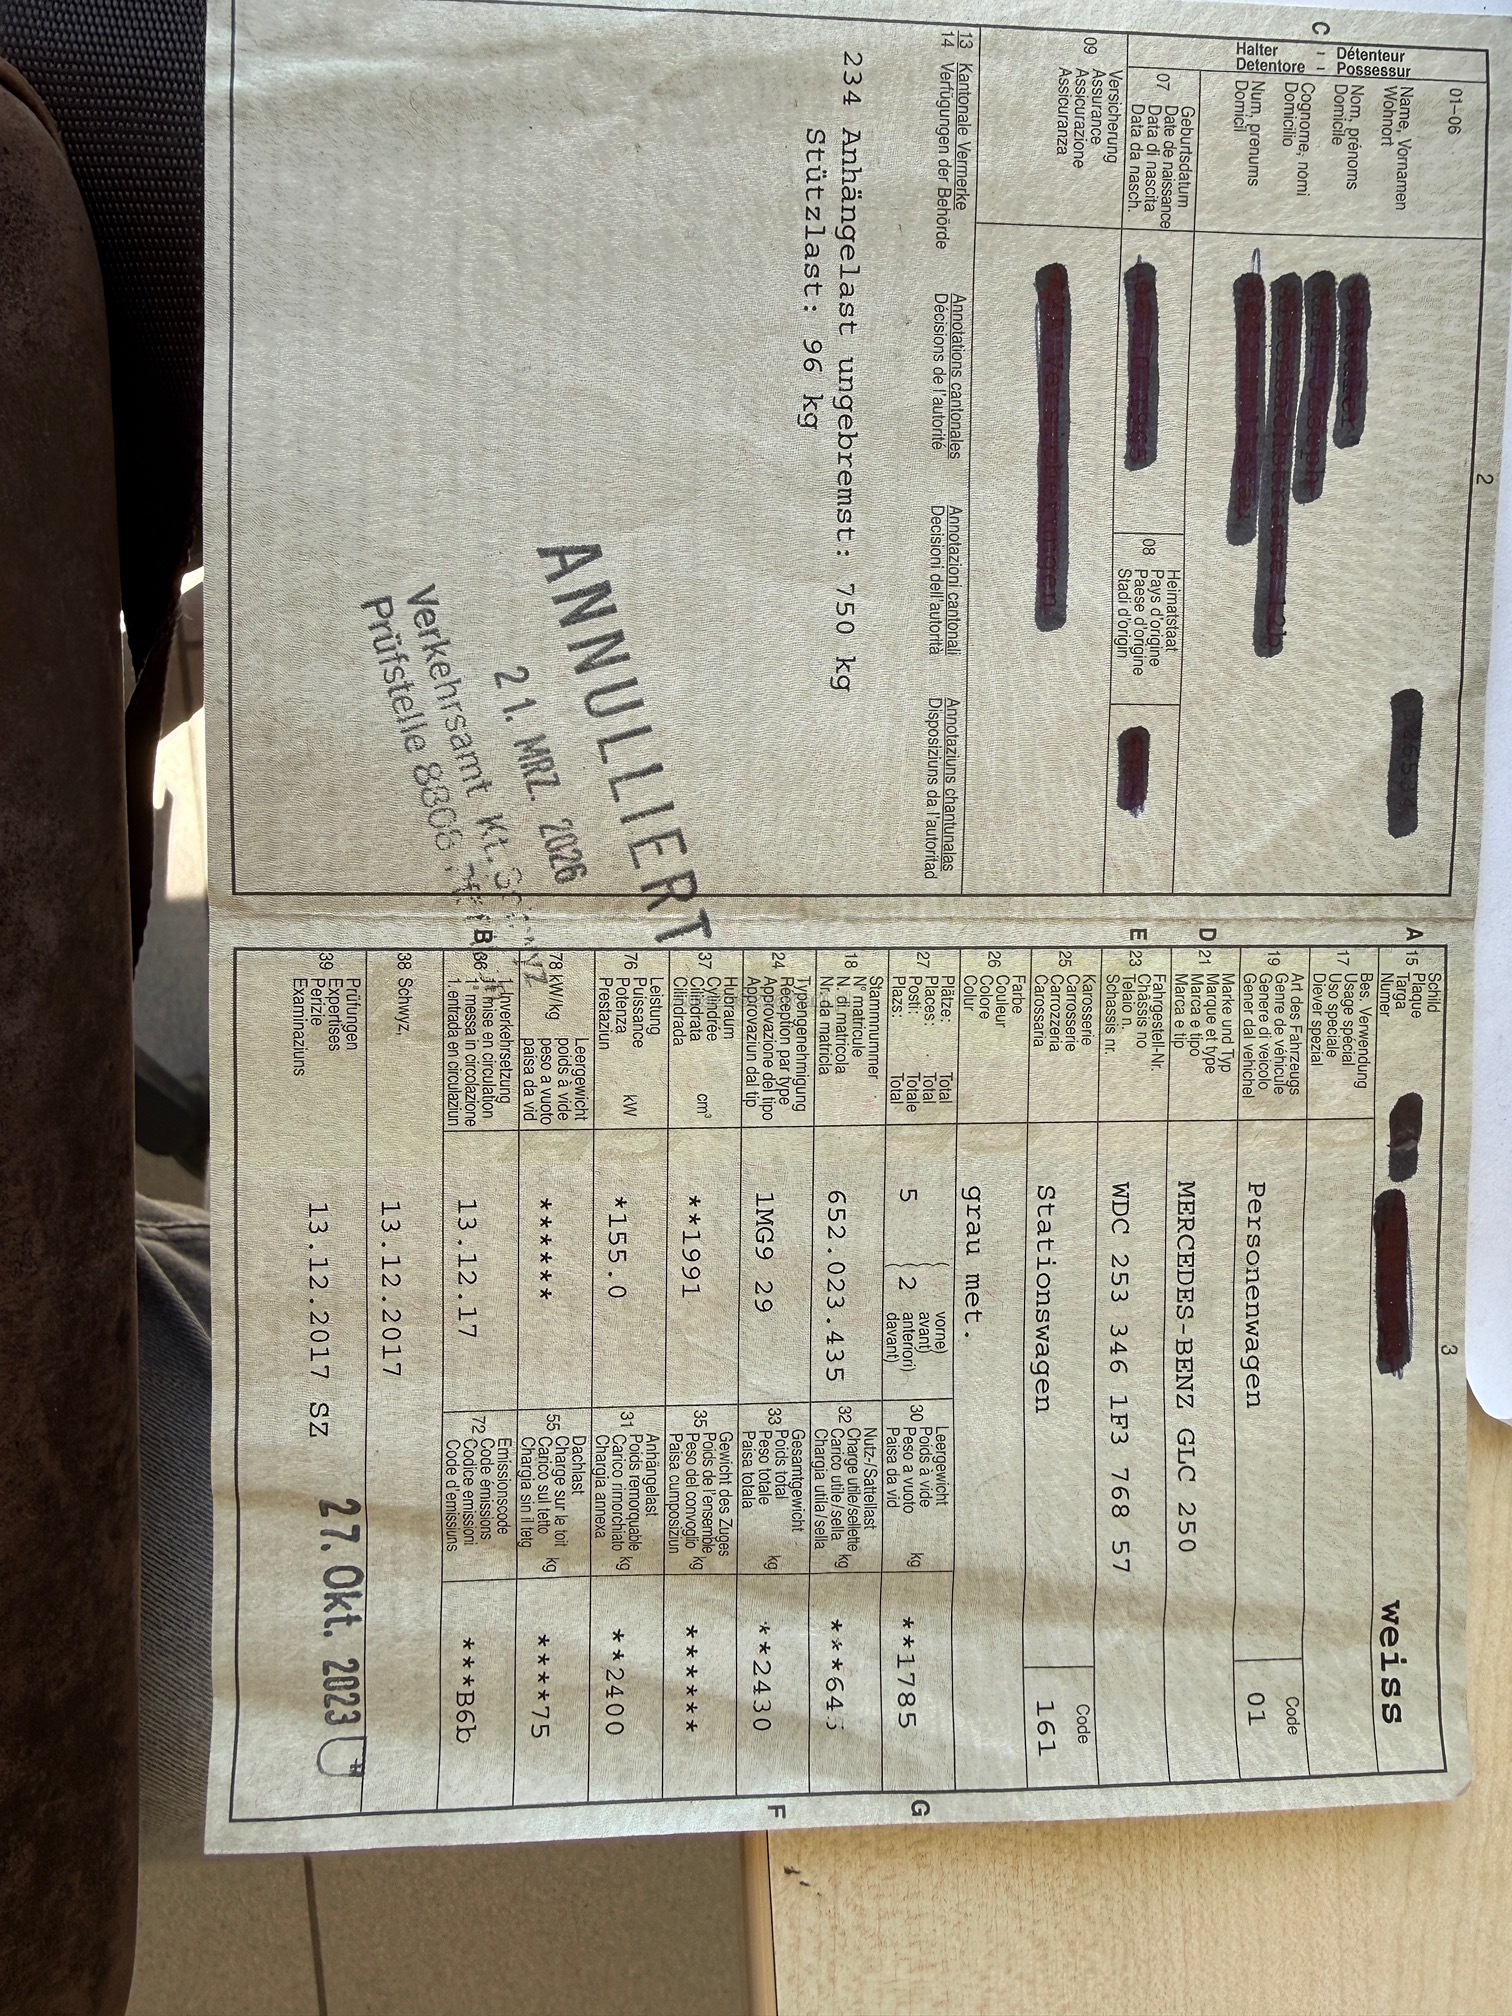 2
01-06
Name, Vornamen
Wohnort
C - Détenteur
Possessur
Halter
Detentore
Nom, prénoms
Domicile
Cognome, nomi
Domicilio
Num, prenums
Domicil
Geburtsdatum
07 Date de naissance
Data di nascita
Data da nasch.
Heimatstaat
08 Pays d'origine
Paese d'origine
Stadi d'origin
Versicherung
09 Assurance
Assicurazione
Assicuranza
13 Kantonale Vermerke Annotations cantonales Annotazioni cantonali Annotaziuns chantunalas
14 Verfügungen der Behörde Décisions de l'autorité Decisioni dell'autorità Disposiziuns da l'autoritad
234 Anhängelast ungebremst: 750 kg
Stützlast: 96 kg
ANNULLIERT
21. MRZ. 2026
Verkehrsamt Kt.
Prüfstelle
3
A 15 Schild
Plaque
Targa
Numer
weiss
17 Bes. Verwendung
Usage spécial
Uso speciale
Diever spezial
19 Art des Fahrzeugs
Genre de véhicule
Genere di veicolo
Gener dal vehichel
Personenwagen
Code
01
D 21 Marke und Typ
Marque et type
Marca e tipo
Marca e tip
MERCEDES-BENZ GLC 250
E 23 Fahrgestell-Nr.
Châssis no
Telaio n.
Schassis nr.
WDC 253 346 1F3 768 57
25 Karosserie
Carrosserie
Carrozzeria
Carrossaria
Stationswagen
Code
161
26 Farbe
Couleur
Colore
Colur
grau met.
27 Plätze: Total
Places: Total
Posti: Totale
Plazs: Total
5
2
vorne)
avant)
anteriori)
davant)
G
30 Leergewicht
Poids à vide
Peso a vuoto kg
Paisa da vid
**1785
18 Stammnummer
N° matricule
N. di matricola
Nr. da matricla
652.023.435
32 Nutz-/Sattellast
Charge utile/sellette
Carico utile/sella kg
Chargia utila/sella
***645
24 Typengenehmigung
Réception par type
Approvazione del tipo
Approvaziun dal tip
1MG9 29
33 Gesamtgewicht
Poids total
Peso totale kg
Paisa totala
**2430
F
37 Hubraum
Cylindrée
Cilindrata cm³
Cilindrada
**1991
35 Gewicht des Zuges
Poids de l'ensemble
Peso del convoglio kg
Paisa cumposiziun
******
76 Leistung
Puissance
Potenza kW
Prestaziun
*155.0
31 Anhängelast
Poids remorquable
Carico rimorchiato kg
Chargia annexa
**2400
78 kW/kg
Leergewicht
poids à vide
peso a vuoto
paisa da vid
******
55 Dachlast
Charge sur le toit
Carico sul tetto kg
Chargia sin il tetg
****75
B 36 1. Inverkehrsetzung
1re mise en circulation
1a messa in circolazione
1. entrada en circulaziun
13.12.17
72 Emissionscode
Code émissions
Codice emissioni
Code d'emissiuns
***B6b
38 Schwyz,
13.12.2017
39 Prüfungen
Expertises
Perizie
Examinaziuns
13.12.2017 SZ
27. Okt. 2023